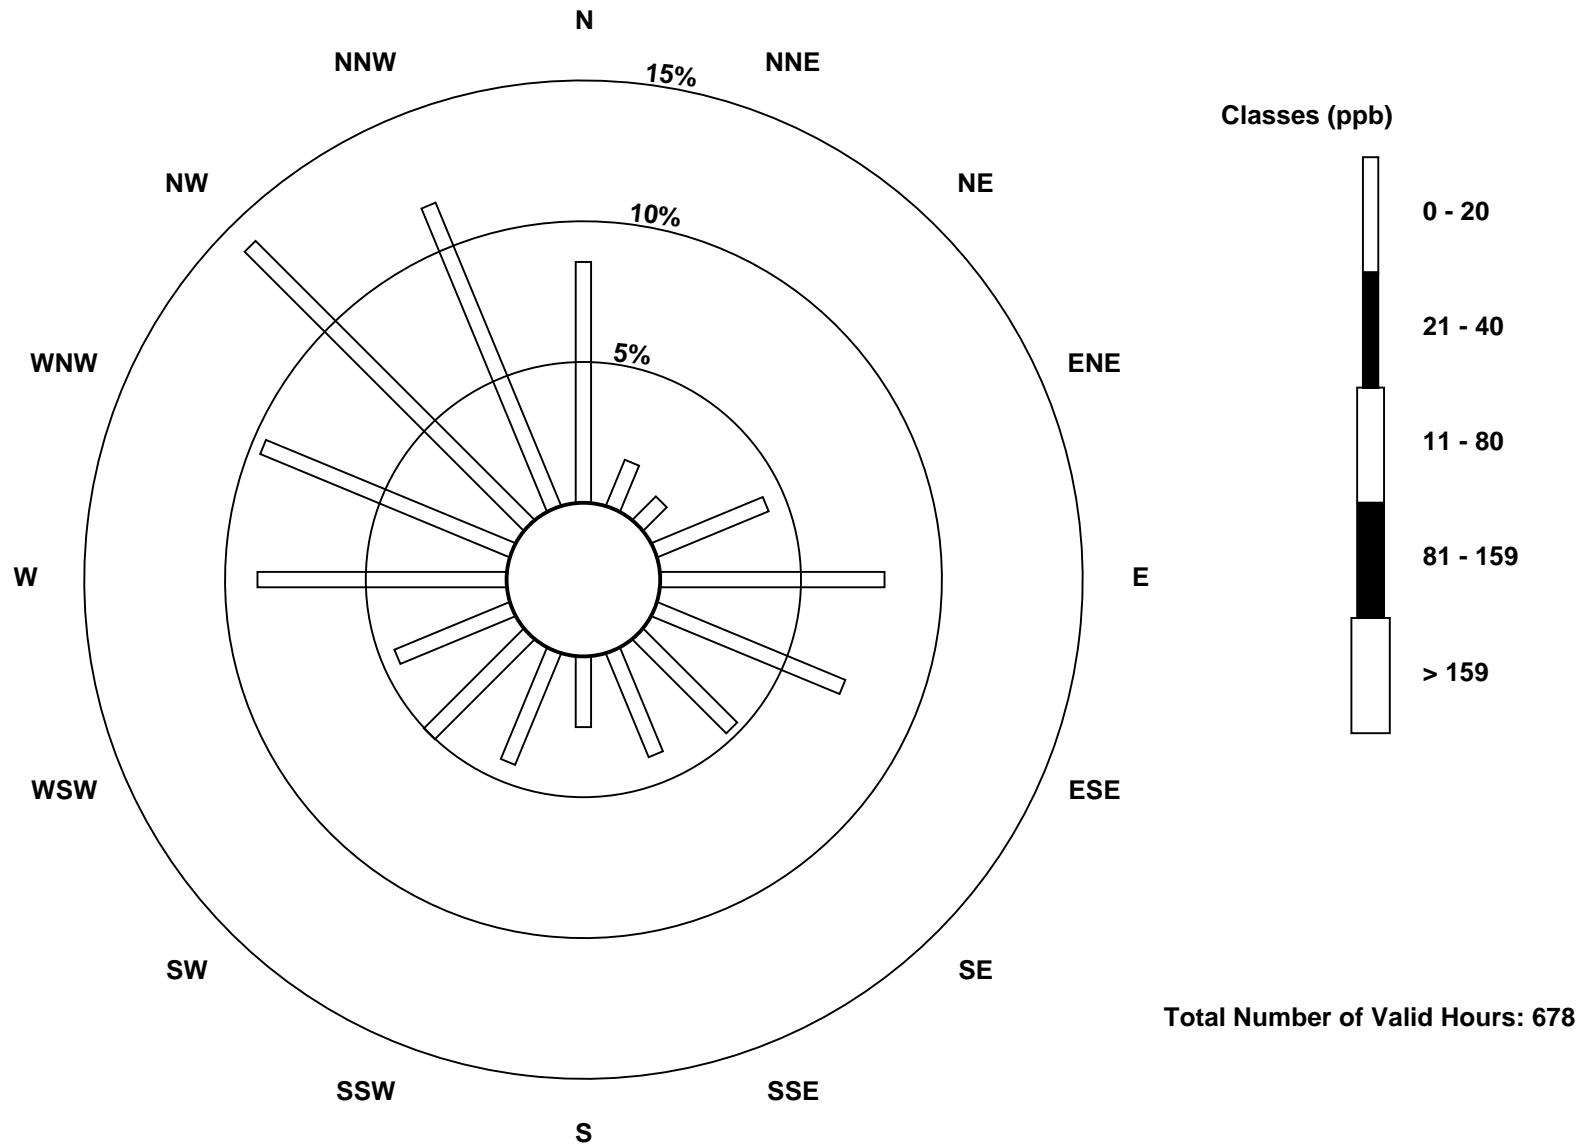 N
NNW
NNE
15%
Classes (ppb)
NW
NE
0 - 20
10%
21 - 40
5%
WNW
ENE
11 - 80
81 - 159
W
E
> 159
WSW
ESE
SW
SE
Total Number of Valid Hours: 678
SSW
SSE
S